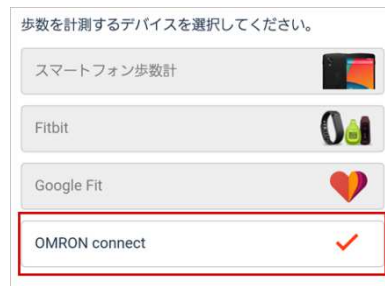 歩数を計測するデバイスを選択してください。
スマートフォン歩数計
Fitbit
Google Fit
OMRON connect